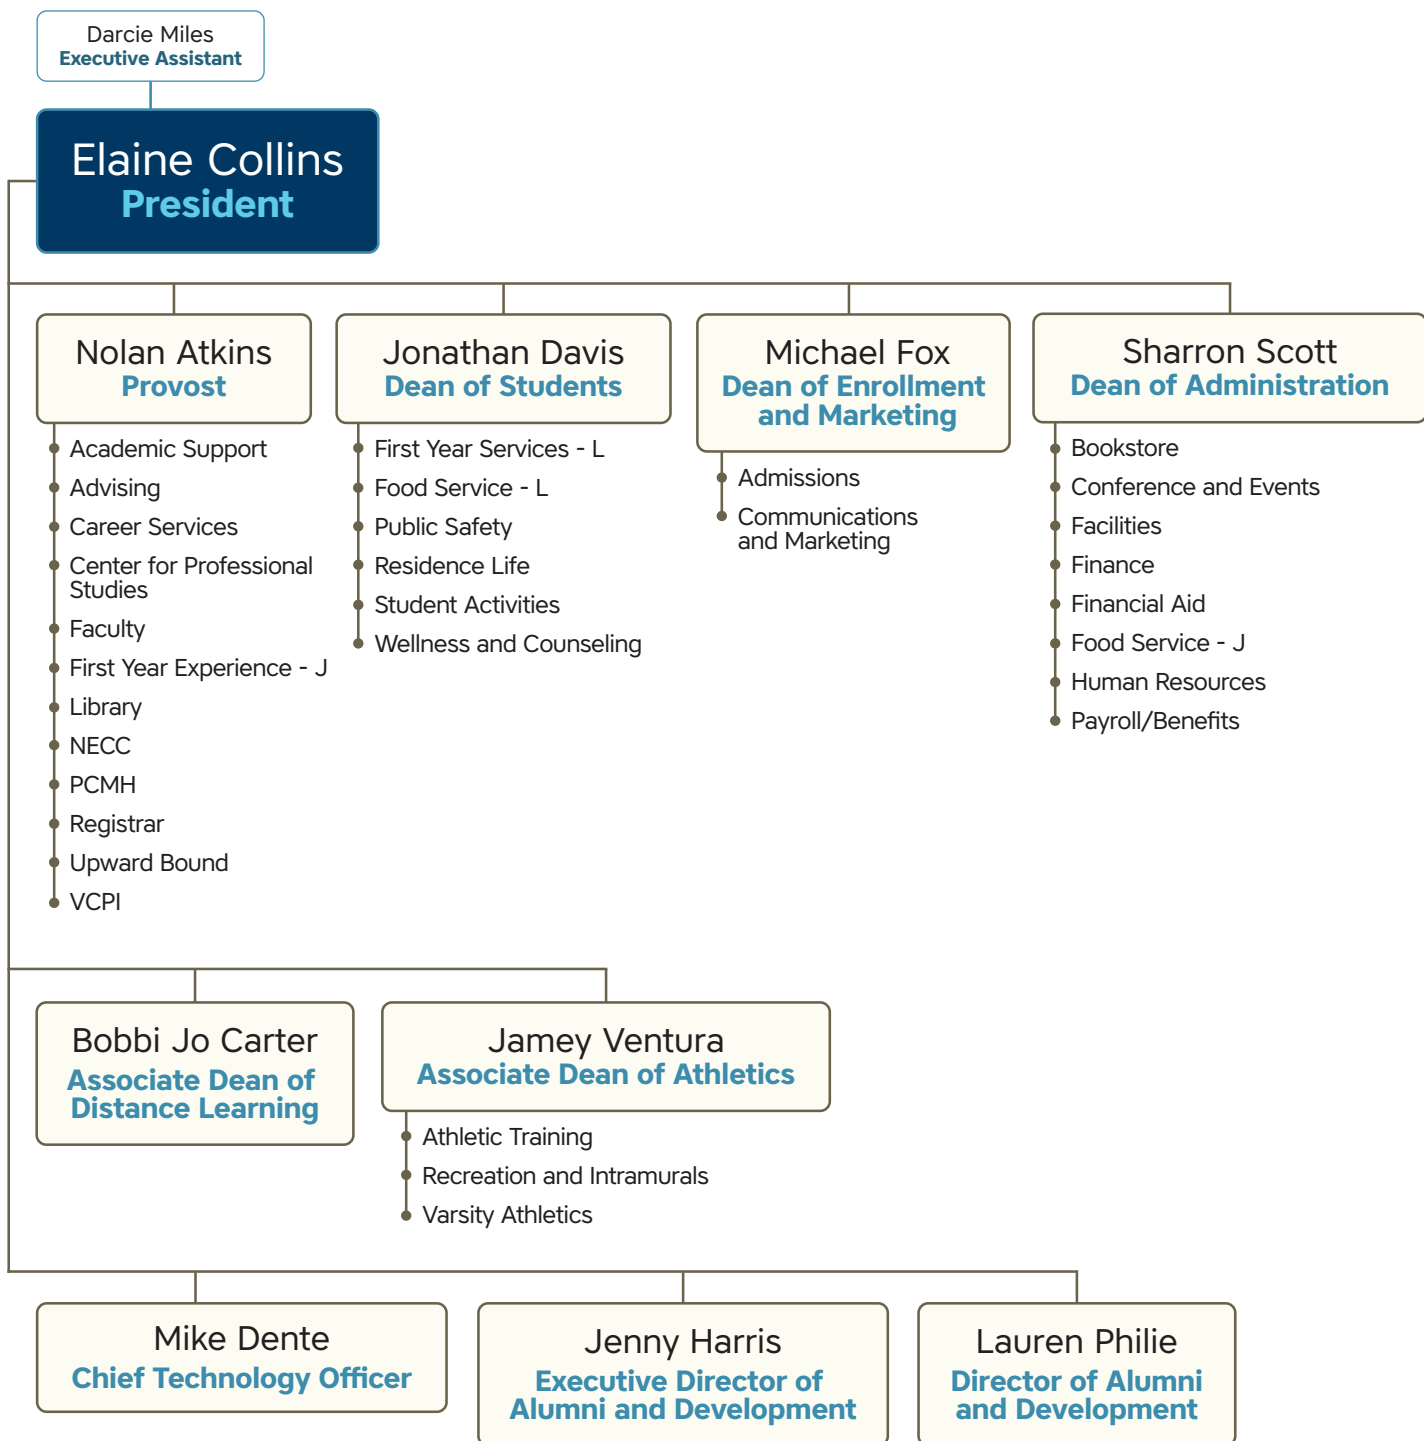 Darcie Miles
Executive Assistant
Elaine Collins
President
Nolan Atkins
Provost
Academic Support
Advising
Career Services
Center for Professional
Studies
Faculty
First Year Experience - J
Library
NECC
PCMH
Registrar
Upward Bound
VCPI
Jonathan Davis
Dean of Students
First Year Services - L
Food Service - L
Public Safety
Residence Life
Student Activities
Wellness and Counseling
Michael Fox
Dean of Enrollment
and Marketing
Admissions
Communications
and Marketing
Sharron Scott
Dean of Administration
Bookstore
Conference and Events
Facilities
Finance
Financial Aid
Food Service - J
Human Resources
Payroll/Benefits
Bobbi Jo Carter
Associate Dean of
Distance Learning
Jamey Ventura
Associate Dean of Athletics
Athletic Training
Recreation and Intramurals
Varsity Athletics
Mike Dente
Chief Technology Officer
Jenny Harris
Executive Director of
Alumni and Development
Lauren Philie
Director of Alumni
and Development